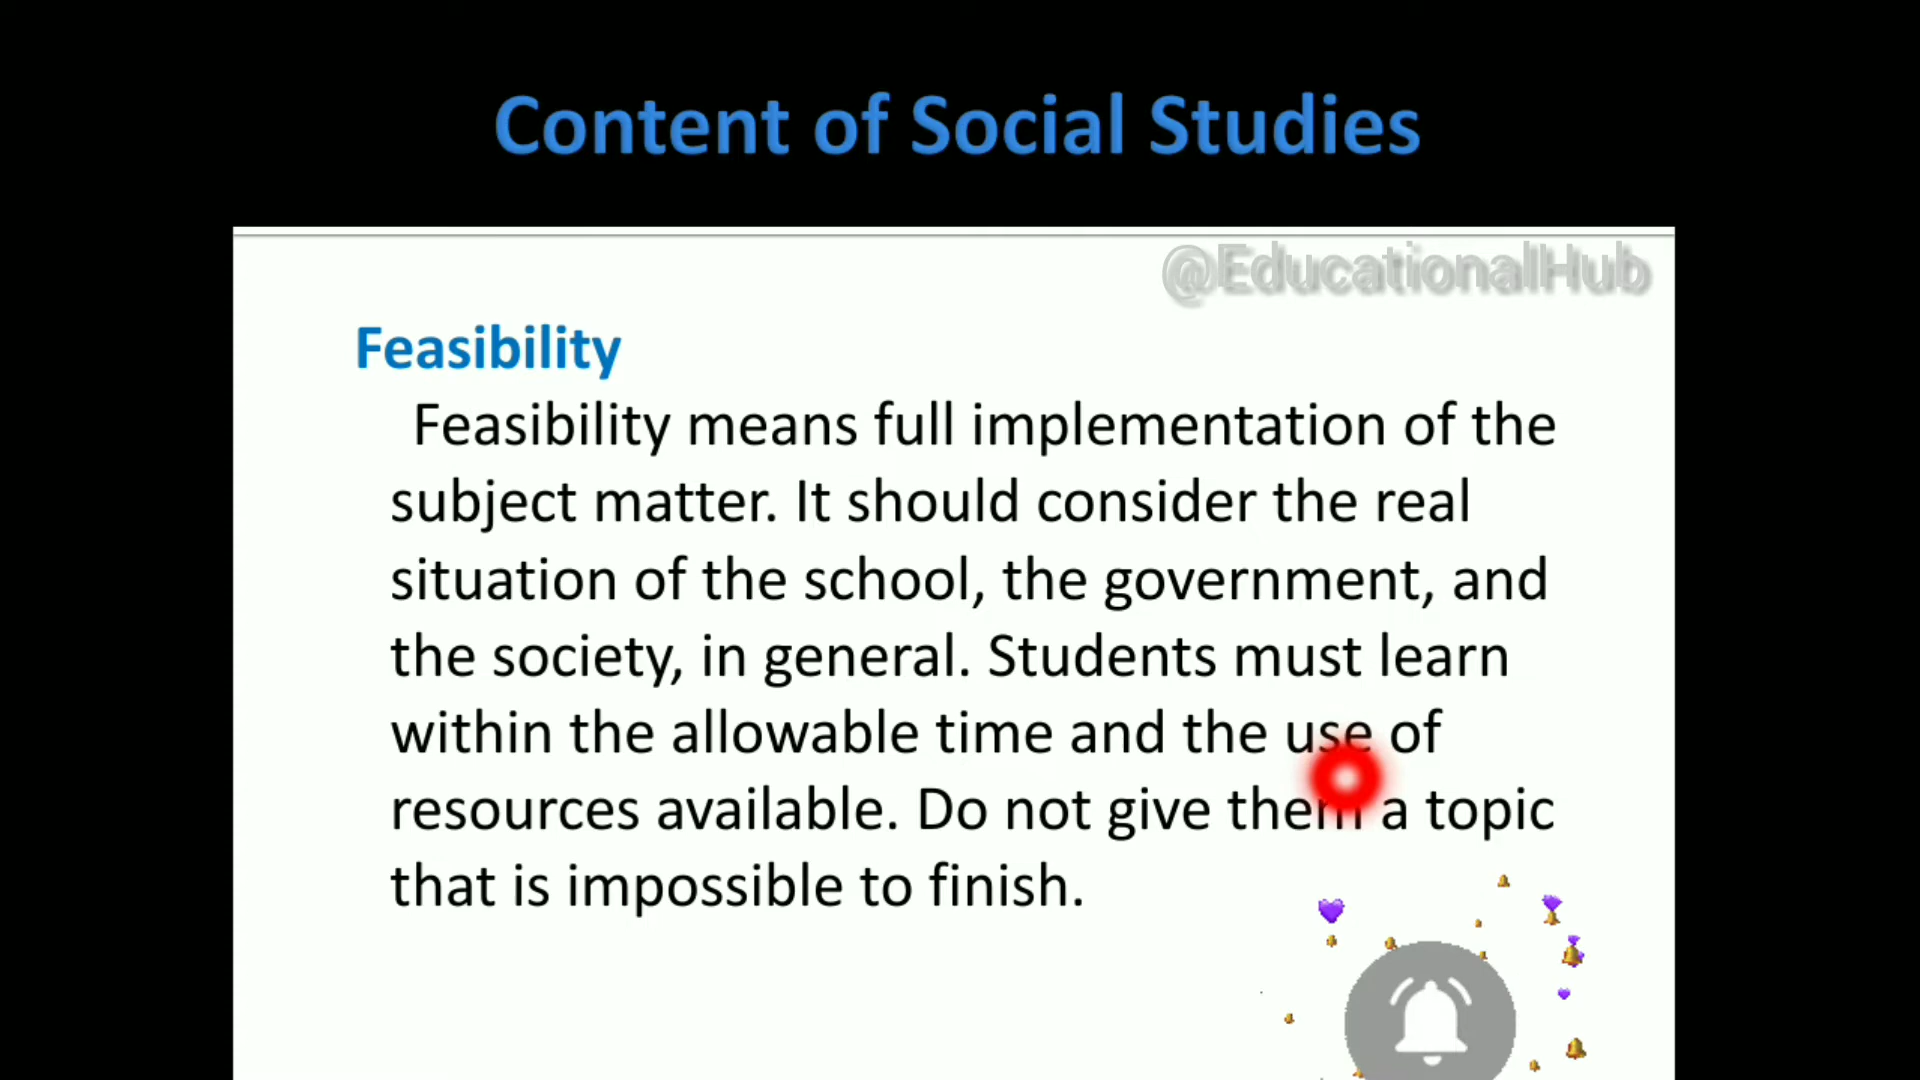 Content of Social Studies
@EducationalHub
Feasibility
Feasibility means full implementation of the
subject matter. It should consider the real
situation of the school, the government, and
the society, in general. Students must learn
within the allowable time and the use of
resources available. Do not give them a topic
that is impossible to finish.